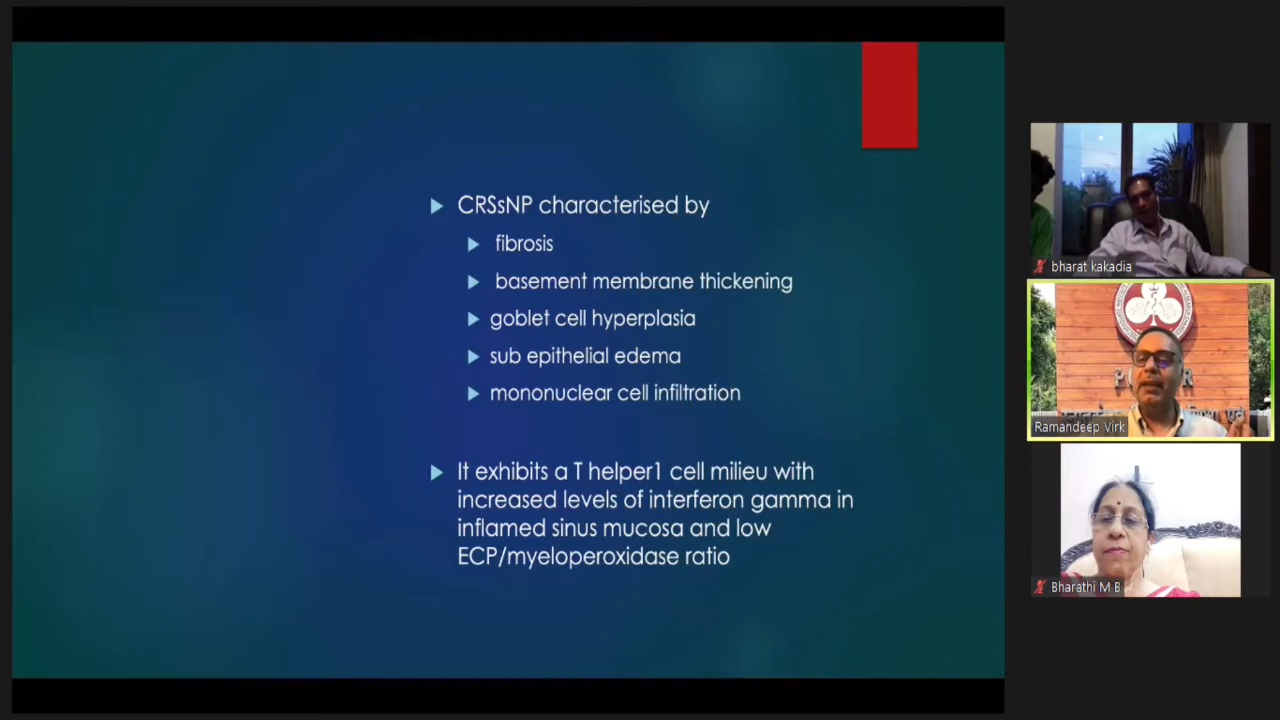 CRSsNP characterised by
fibrosis
basement membrane thickening
goblet cell hyperplasia
sub epithelial edema
mononuclear cell infiltration
It exhibits a T helper1 cell milieu with
increased levels of interferon gamma in
inflamed sinus mucosa and low
ECP/myeloperoxidase ratio
bharat kakadia
Ramandeep Virk
Bharathi M B